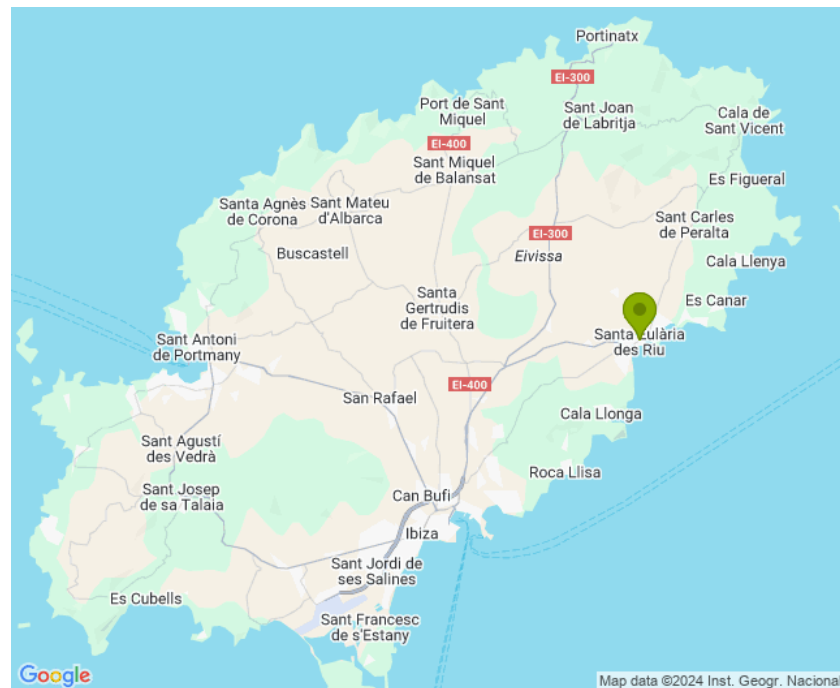 Portinatx
EI-300
Port de Sant
Miquel
Sant Joan
de Labritja
Cala de
Sant Vicent
EI-400
Sant Miquel
de Balansat
Es Figueral
Santa Agnès
de Corona
Sant Mateu
d'Albarca
Sant Carles
de Peralta
EI-300
Buscastell
Eivissa
Cala Llenya
Santa
Gertrudis
de Fruitera
Es Canar
Sant Antoni
de Portmany
Santa Eulària
des Riu
EI-400
San Rafael
Cala Llonga
Sant Agustí
des Vedrà
Roca Llisa
Sant Josep
de sa Talaia
Can Bufi
Ibiza
Sant Jordi de
ses Salines
Es Cubells
Sant Francesc
de s'Estany
Google
Map data ©2024 Inst. Geogr. Nacional